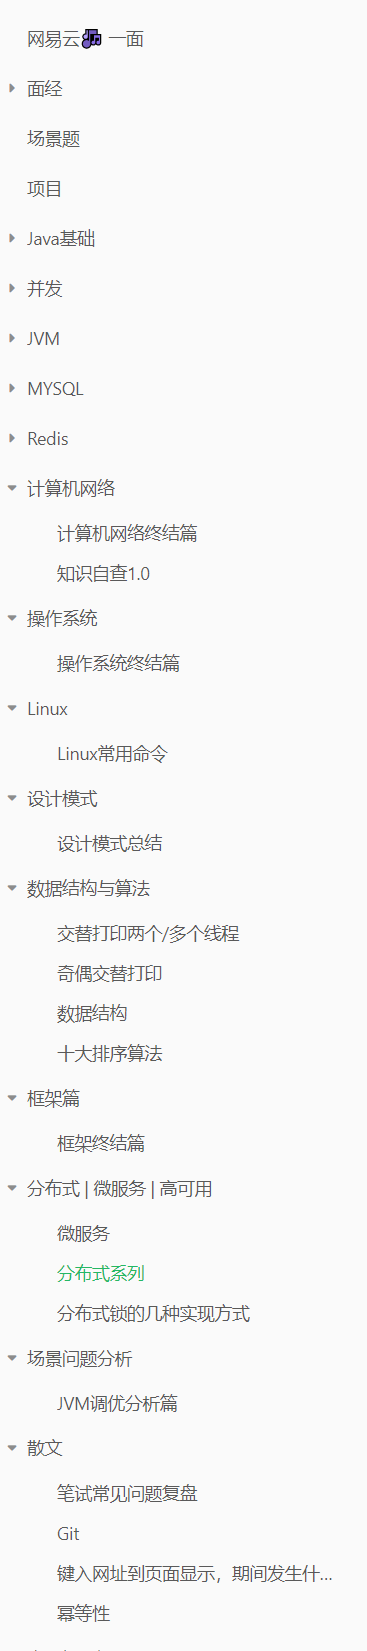 网易云 一面
面经
场景题
项目
Java基础
并发
JVM
MYSQL
Redis
计算机网络
计算机网络终结篇
知识自查1.0
操作系统
操作系统终结篇
Linux
Linux常用命令
设计模式
设计模式总结
数据结构与算法
交替打印两个/多个线程
奇偶交替打印
数据结构
十大排序算法
框架篇
框架终结篇
分布式 | 微服务 | 高可用
微服务
分布式系列
分布式锁的几种实现方式
场景问题分析
JVM调优分析篇
散文
笔试常见问题复盘
Git
键入网址到页面显示，期间发生什...
幂等性